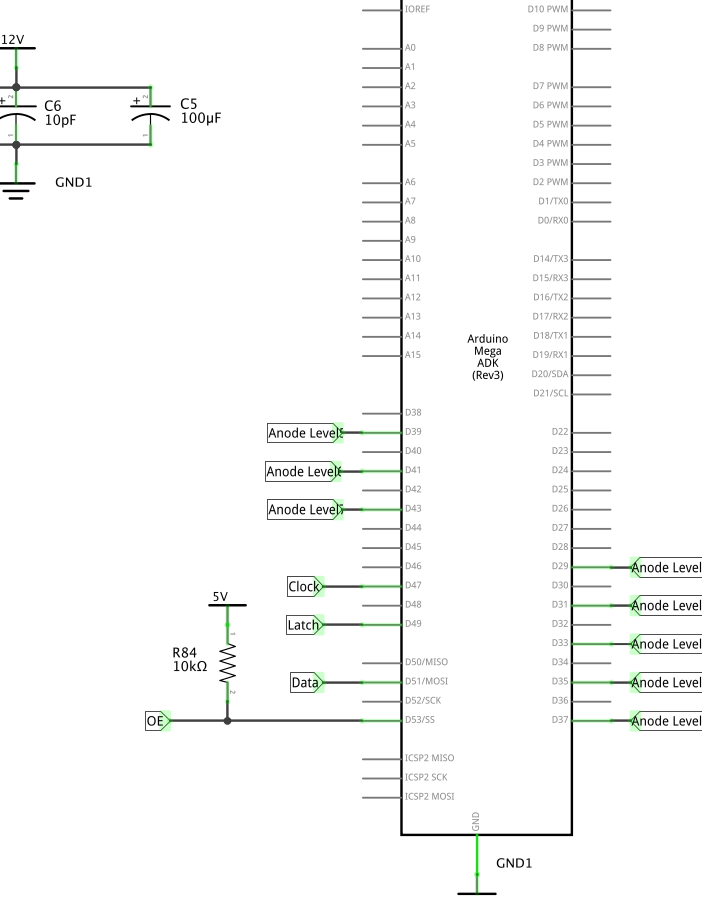 IOREF
D10 PWM
D9 PWM
12V
A0
D8 PWM
A1
A2
D7 PWM
+
2
C6
10pF
+
2
C5
100µF
A3
D6 PWM
A4
D5 PWM
1
1
A5
D4 PWM
D3 PWM
GND1
A6
D2 PWM
A7
D1/TX0
A8
D0/RX0
A9
A10
D14/TX3
A11
D15/RX3
A12
D16/TX2
A13
D17/RX2
A14
D18/TX1
Arduino
Mega
ADK
(Rev3)
A15
D19/RX1
D20/SDA
D21/SCL
D38
Anode Level
D39
D22
D40
D23
Anode Level
D41
D24
D42
D25
Anode Level
D43
D26
D44
D27
D45
D28
D46
D29
Anode Level
Clock
D47
D30
5V
D48
D31
Anode Level
Latch
D49
D32
1
D33
Anode Level
R84
10kΩ
D50/MISO
D34
Data
D51/MOSI
D35
Anode Level
2
D52/SCK
D36
OE
D53/SS
D37
Anode Level
ICSP2 MISO
ICSP2 SCK
ICSP2 MOSI
GND
GND1